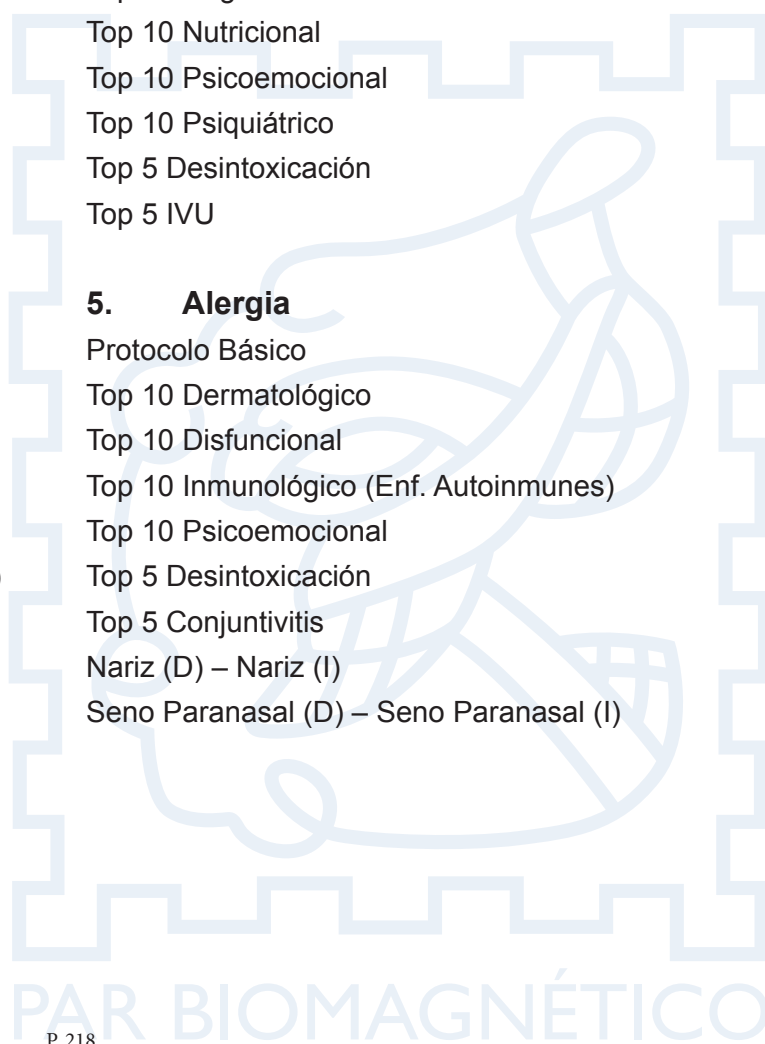 Top 10 Nutricional
Top 10 Psicoemocional
Top 10 Psiquiátrico
Top 5 Desintoxicación
Top 5 IVU
5. Alergia
Protocolo Básico
Top 10 Dermatológico
Top 10 Disfuncional
Top 10 Inmunológico (Enf. Autoinmunes)
Top 10 Psicoemocional
Top 5 Desintoxicación
Top 5 Conjuntivitis
Nariz (D) – Nariz (I)
Seno Paranasal (D) – Seno Paranasal (I)
PAR BIOMAGNÉTICO
P. 218